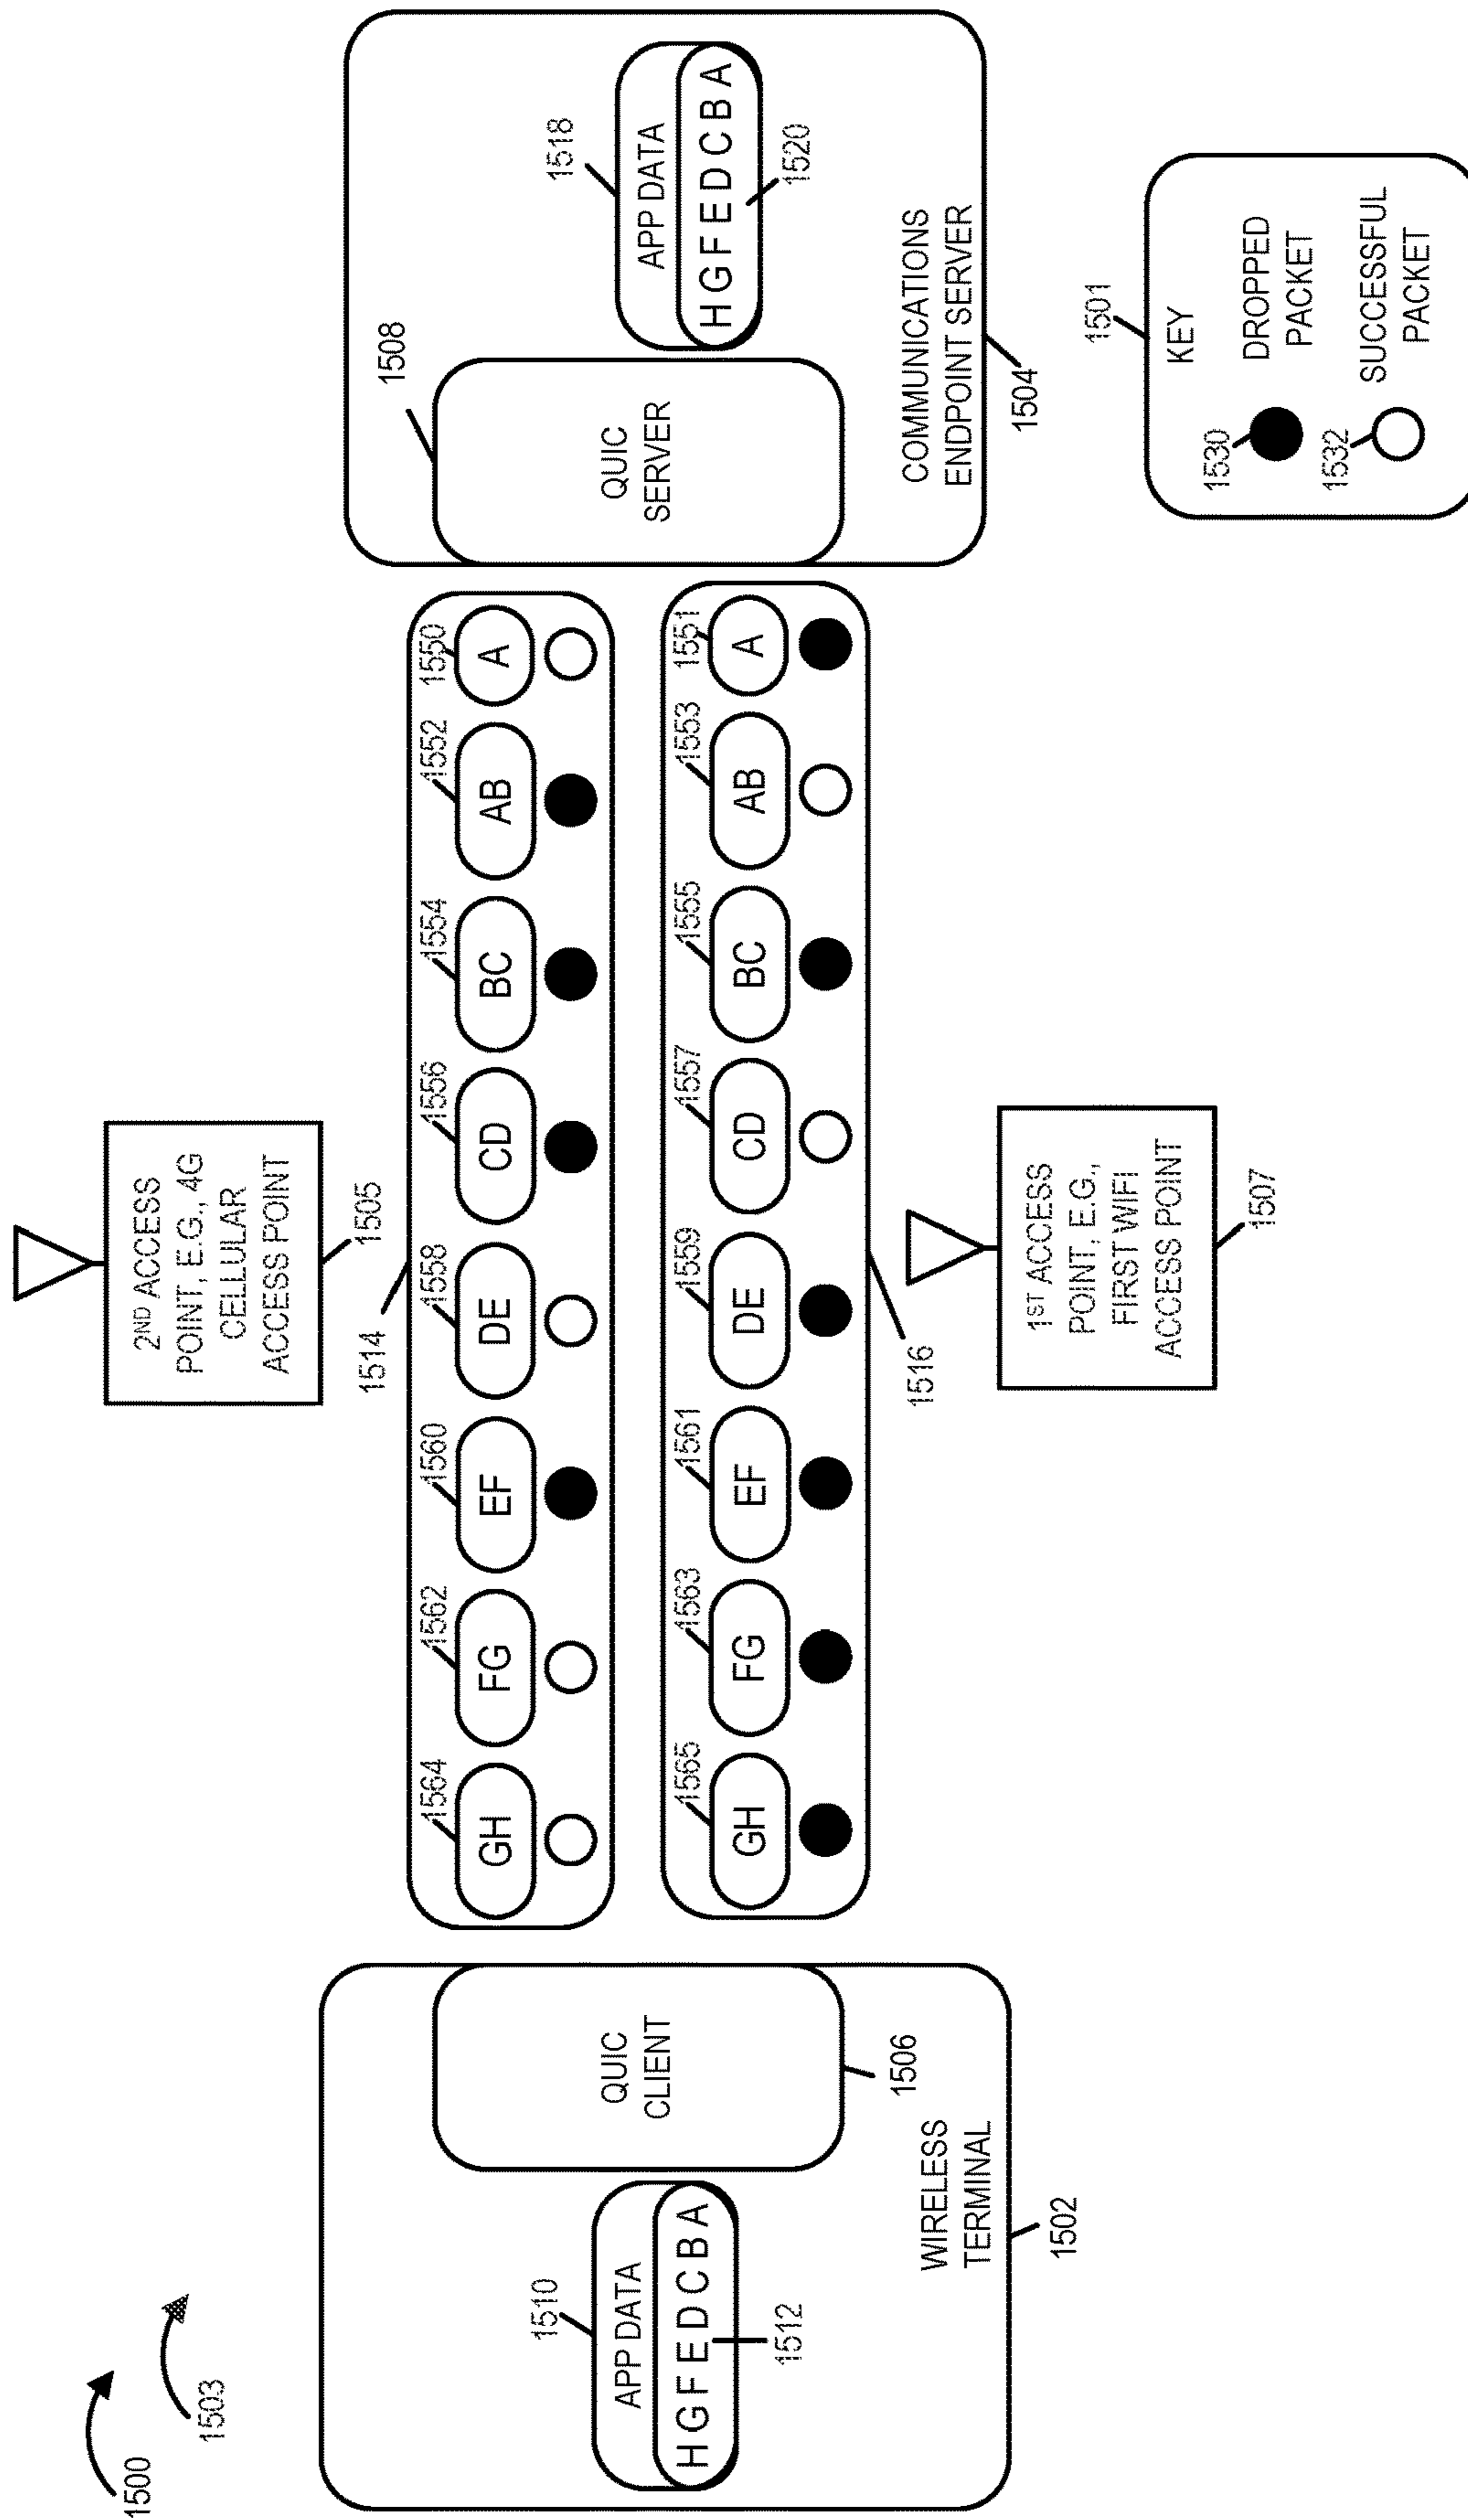 1500
1503
2ND ACCESS
POINT, E.G., 4G
CELLULAR
ACCESS POINT
1505
1514
1510
APP DATA
H G F E D C B A
1512
QUIC
CLIENT
1506
WIRELESS
TERMINAL
1502
1564
GH
1562
FG
1560
EF
1558
DE
1556
CD
1554
BC
1552
AB
1550
A
1565
GH
1563
FG
1561
EF
1559
DE
1557
CD
1555
BC
1553
AB
1551
A
1516
1ST ACCESS
POINT, E.G.,
FIRST WIFI
ACCESS POINT
1507
1508
QUIC
SERVER
1518
APP DATA
H G F E D C B A
1520
COMMUNICATIONS
ENDPOINT SERVER
1504
1501
KEY
1530
DROPPED
PACKET
1532
SUCCESSFUL
PACKET